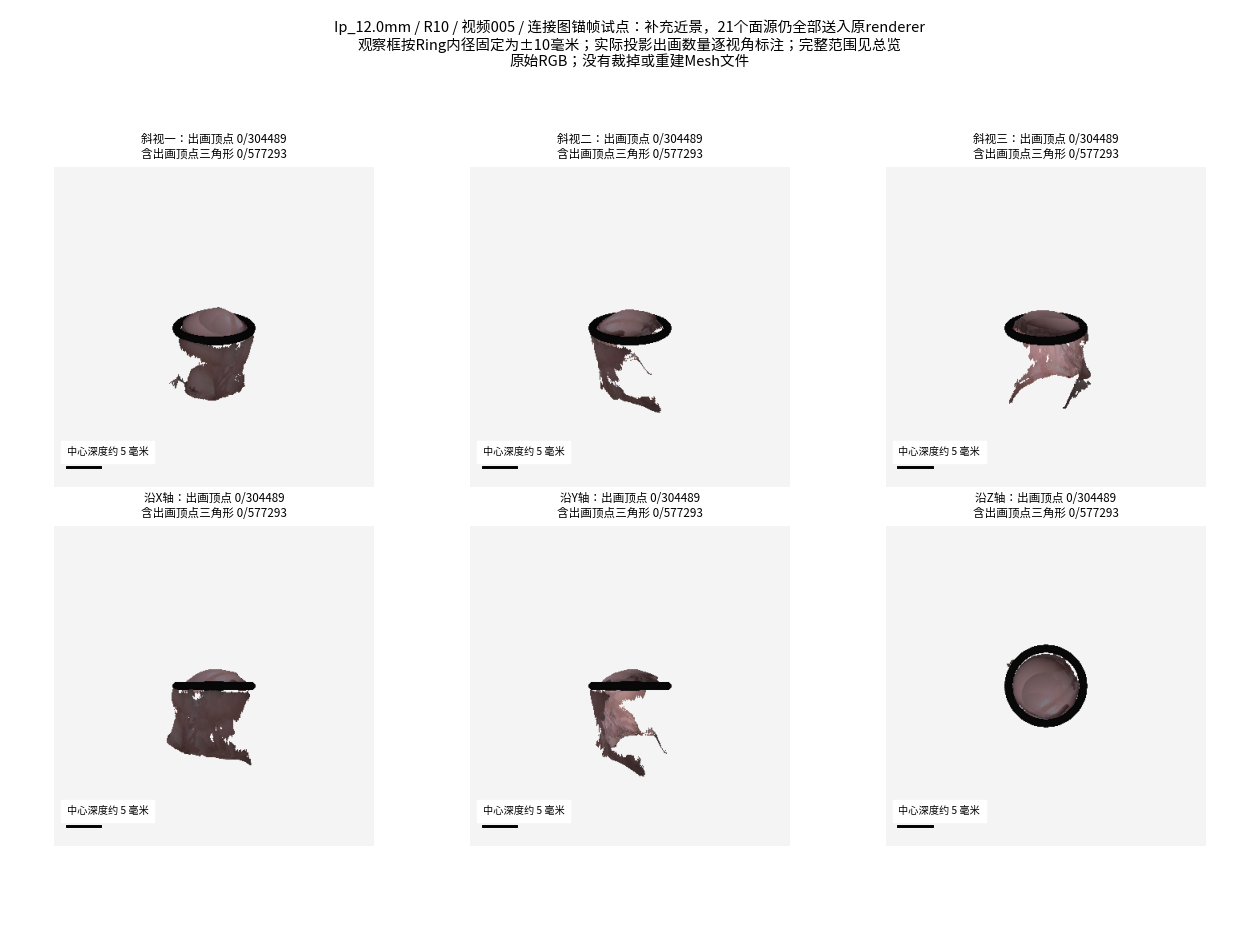 Ip_12.0mm / R10 / 视频005 / 连接图锚帧试点：补充近景，21个面源仍全部送入原renderer
观察框按Ring内径固定为±10毫米；实际投影出画数量逐视角标注；完整范围见总览
原始RGB；没有裁掉或重建Mesh文件
斜视一：出画顶点 0/304489
含出画顶点三角形 0/577293
斜视二：出画顶点 0/304489
含出画顶点三角形 0/577293
斜视三：出画顶点 0/304489
含出画顶点三角形 0/577293
中心深度约 5 毫米
中心深度约 5 毫米
中心深度约 5 毫米
沿X轴：出画顶点 0/304489
含出画顶点三角形 0/577293
沿Y轴：出画顶点 0/304489
含出画顶点三角形 0/577293
沿Z轴：出画顶点 0/304489
含出画顶点三角形 0/577293
中心深度约 5 毫米
中心深度约 5 毫米
中心深度约 5 毫米